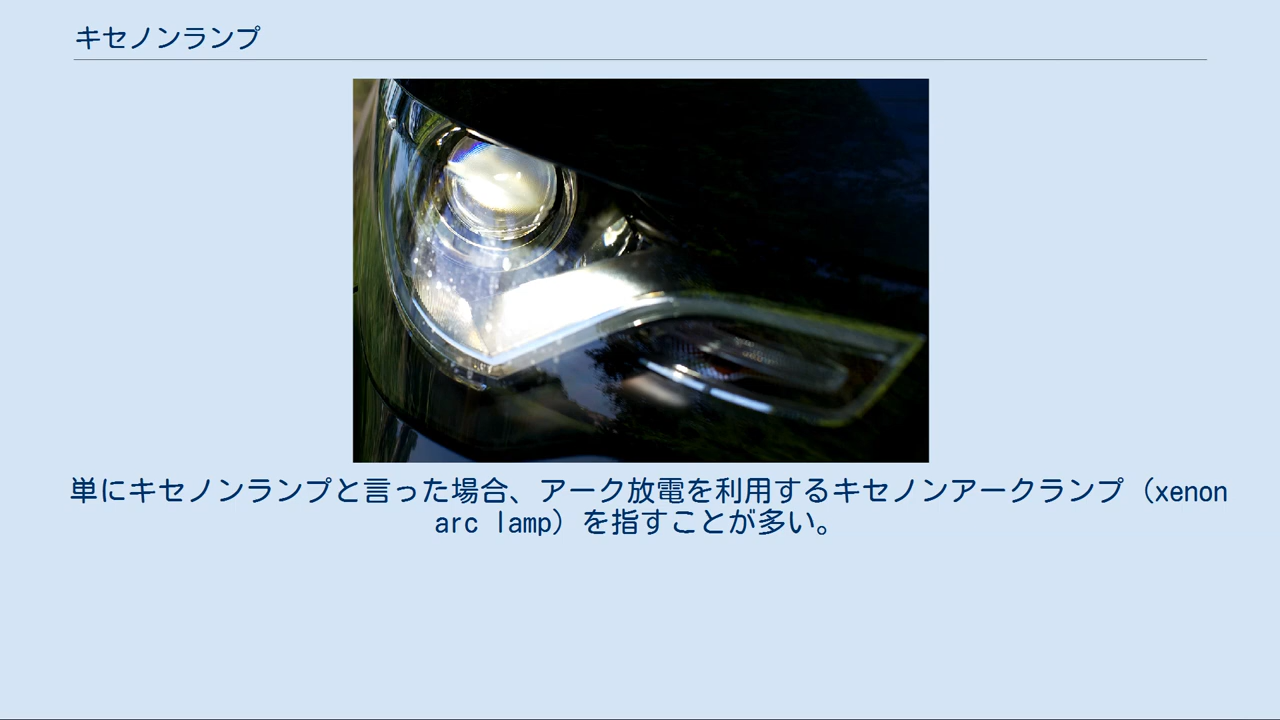 キセノンランプ
単にキセノンランプと言った場合、アーク放電を利用するキセノンアークランプ（xenon
arc lamp）を指すことが多い。